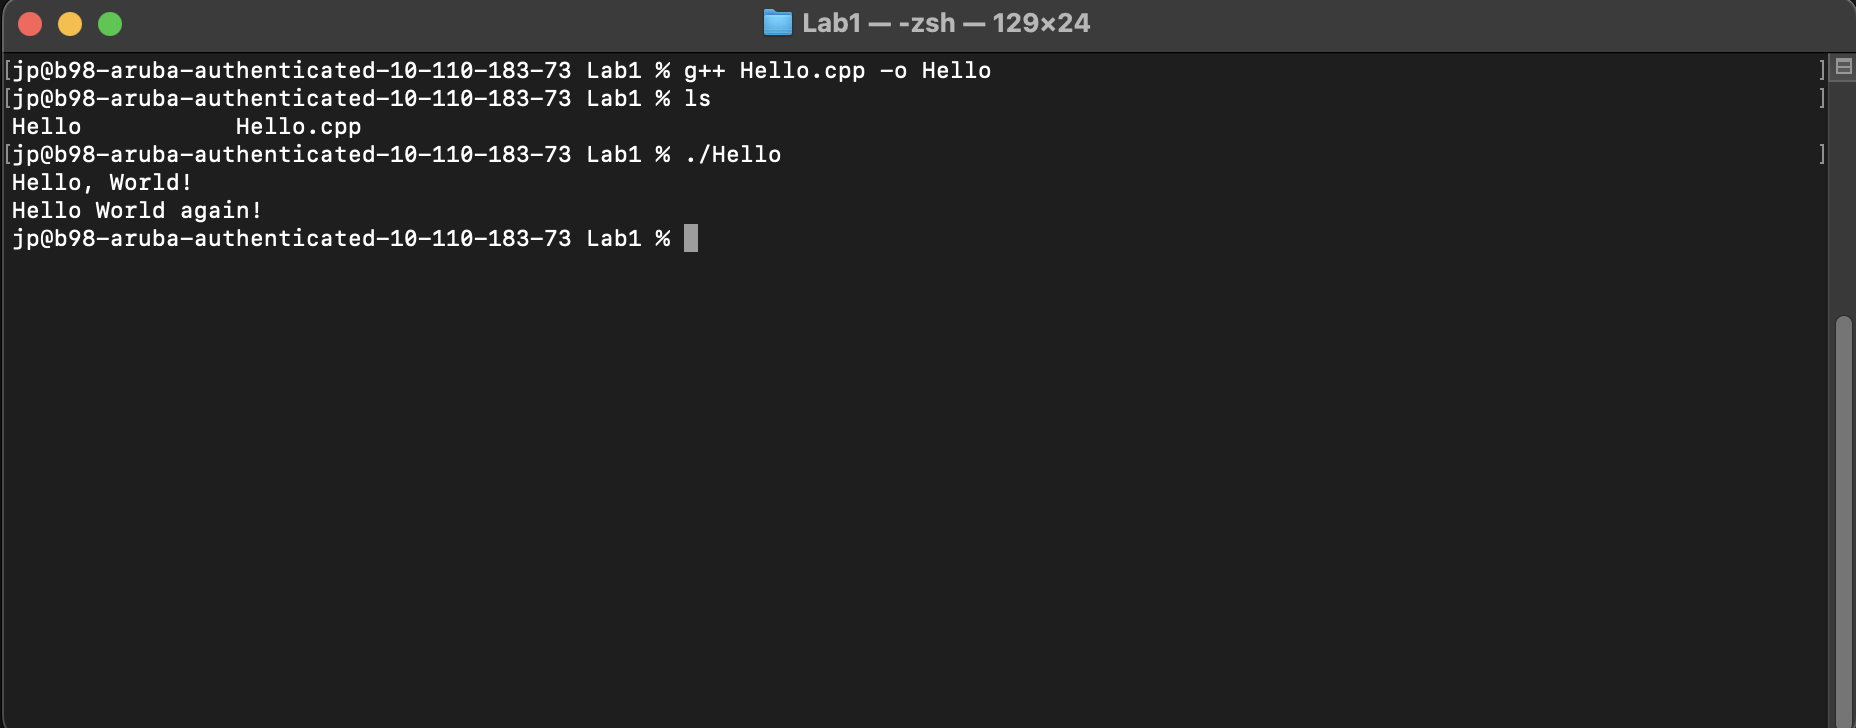 Lab1 — -zsh — 129×24
[jp@b98-aruba-authenticated-10-110-183-73 Lab1 % g++ Hello.cpp -o Hello ]
[jp@b98-aruba-authenticated-10-110-183-73 Lab1 % ls ]
Hello           Hello.cpp
[jp@b98-aruba-authenticated-10-110-183-73 Lab1 % ./Hello ]
Hello, World!
Hello World again!
jp@b98-aruba-authenticated-10-110-183-73 Lab1 %